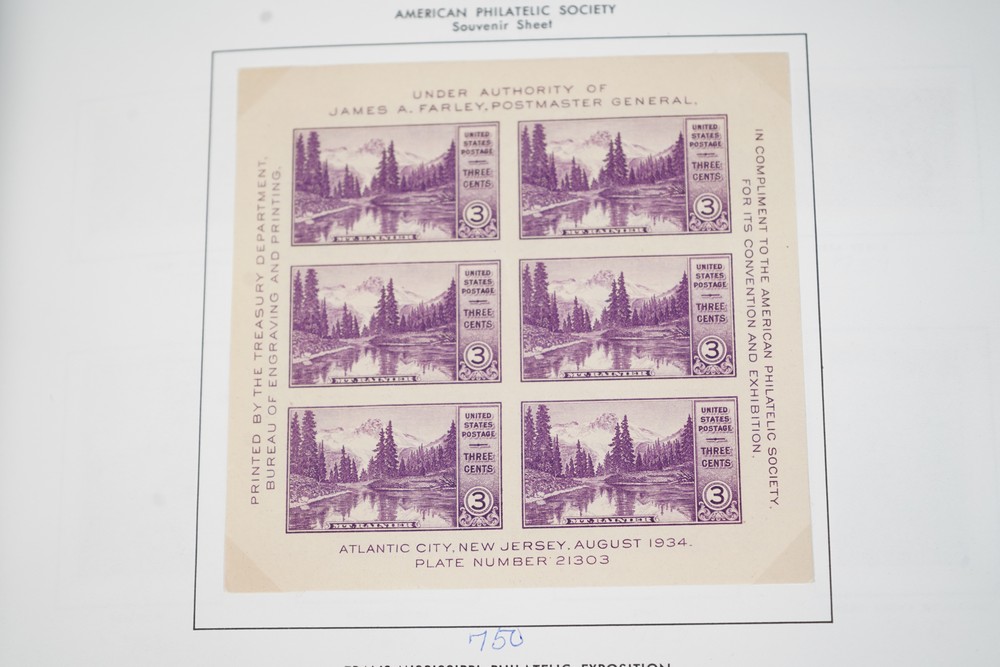 AMERICAN PHILATELIC SOCIETY
Souvenir Sheet
UNDER AUTHORITY OF
JAMES A. FARLEY, POSTMASTER GENERAL.
PRINTED BY THE TREASURY DEPARTMENT,
BUREAU OF ENGRAVING AND PRINTING.
IN COMPLIMENT TO THE AMERICAN PHILATELIC SOCIETY,
FOR ITS CONVENTION AND EXHIBITION.
UNITED
STATES
POSTAGE
THREE
CENTS
3
MT. RAINIER
UNITED
STATES
POSTAGE
THREE
CENTS
3
MT. RAINIER
UNITED
STATES
POSTAGE
THREE
CENTS
3
MT. RAINIER
UNITED
STATES
POSTAGE
THREE
CENTS
3
MT. RAINIER
UNITED
STATES
POSTAGE
THREE
CENTS
3
MT. RAINIER
UNITED
STATES
POSTAGE
THREE
CENTS
3
MT. RAINIER
ATLANTIC CITY, NEW JERSEY, AUGUST 1934.
PLATE NUMBER 21303
750
TRANS-MISSISSIPPI PHILATELIC EXPOSITION